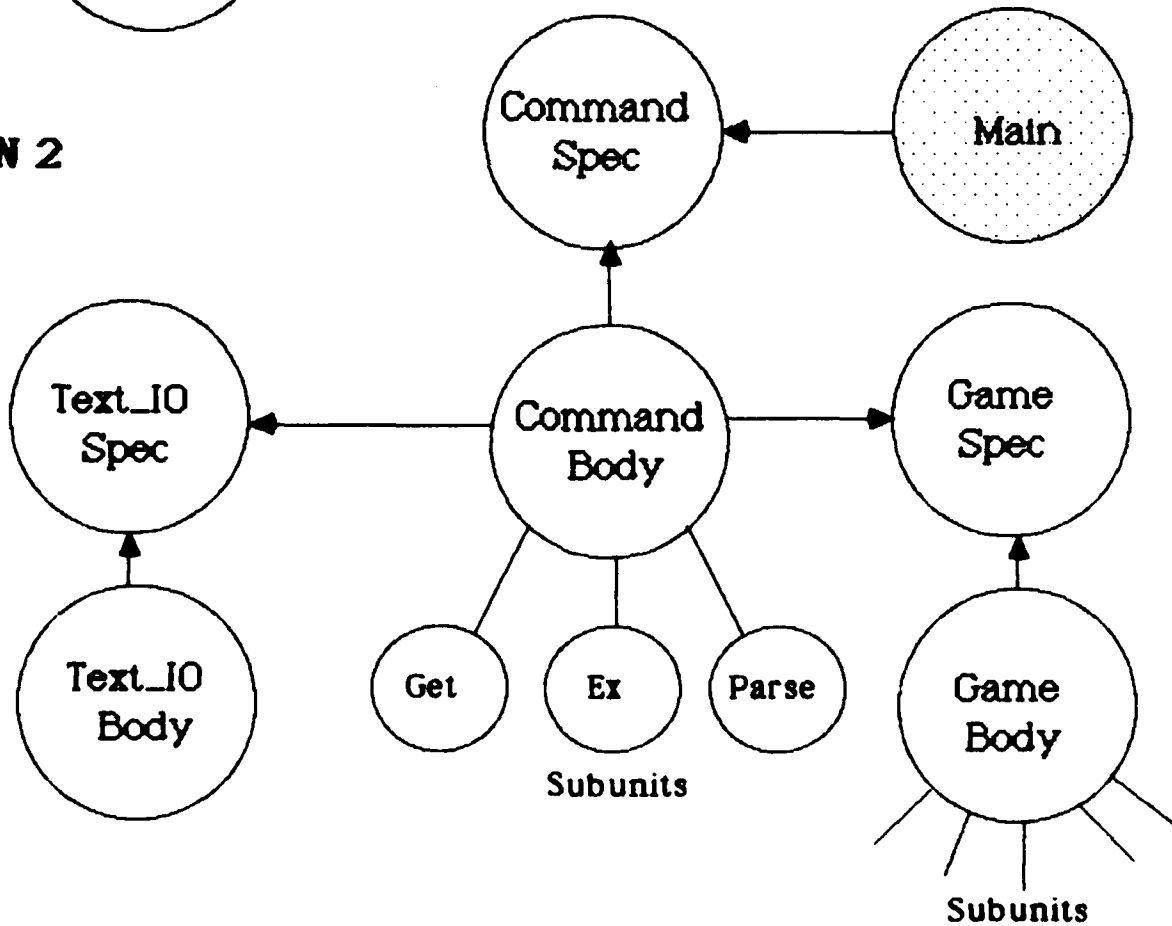 Command
Spec
Main
N 2
Text_IO
Spec
Command
Body
Game
Spec
Text_IO
Body
Get
Ex
Parse
Game
Body
Subunits
Subunits